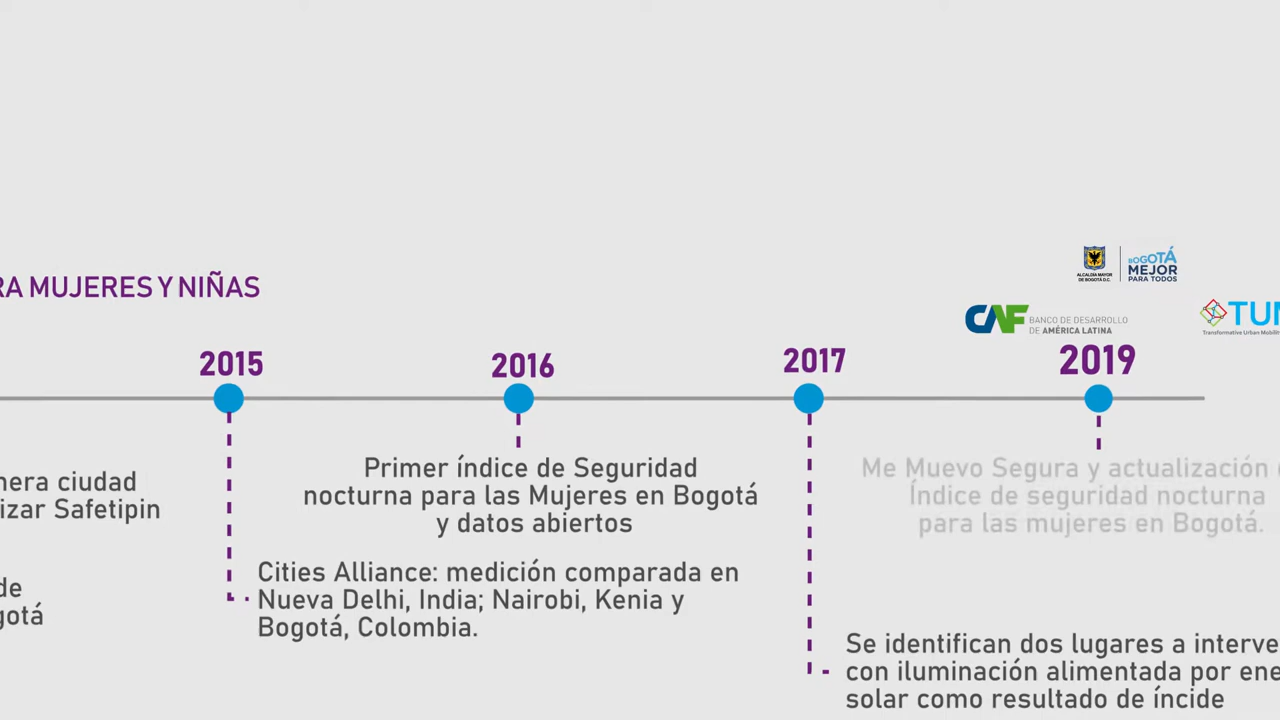 ALCALDÍA MAYOR
DE BOGOTÁ D.C.
BOGOTÁ
MEJOR
PARA TODOS
RA MUJERES Y NIÑAS
CAF BANCO DE DESARROLLO
DE AMÉRICA LATINA
TUM
Transformative Urban Mobility
2015
2016
2017
2019
nera ciudad
izar Safetipin
de
gotá
Primer índice de Seguridad
nocturna para las Mujeres en Bogotá
y datos abiertos
Cities Alliance: medición comparada en
Nueva Delhi, India; Nairobi, Kenia y
Bogotá, Colombia.
Me Muevo Segura y actualización
Índice de seguridad nocturna
para las mujeres en Bogotá.
Se identifican dos lugares a interve
con iluminación alimentada por ene
solar como resultado de íncide